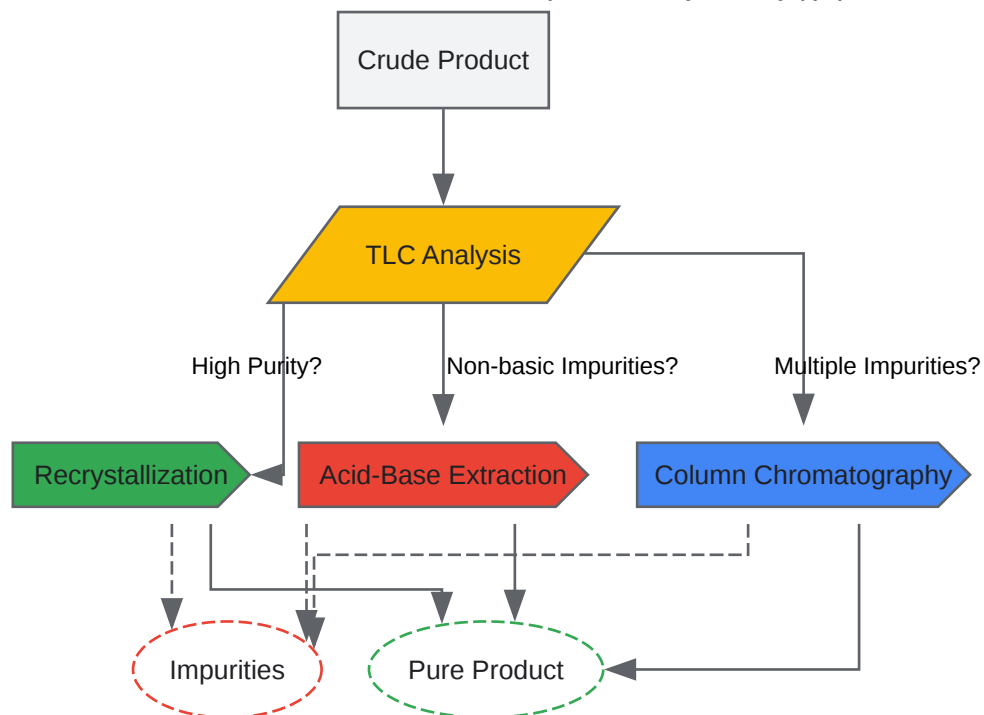 Crude Product
TLC Analysis
High Purity?
Non-basic Impurities?
Multiple Impurities?
Recrystallization
Acid-Base Extraction
Column Chromatography
Impurities
Pure Product